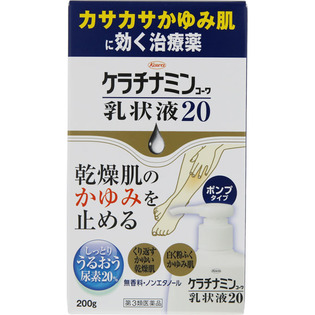 カサカサかゆみ肌
に効く治療薬
Kowa
ケラチナミンコーワ
乳状液20
乾燥肌の
かゆみを
止める
ポンプ
タイプ
しっとり
うるおう
尿素20%
くり返す
かゆい
乾燥肌
白く粉ふく
かゆみ肌
無香料・ノンエタノール
200g
第3類医薬品
ケラチナミンコーワ
乳状液20